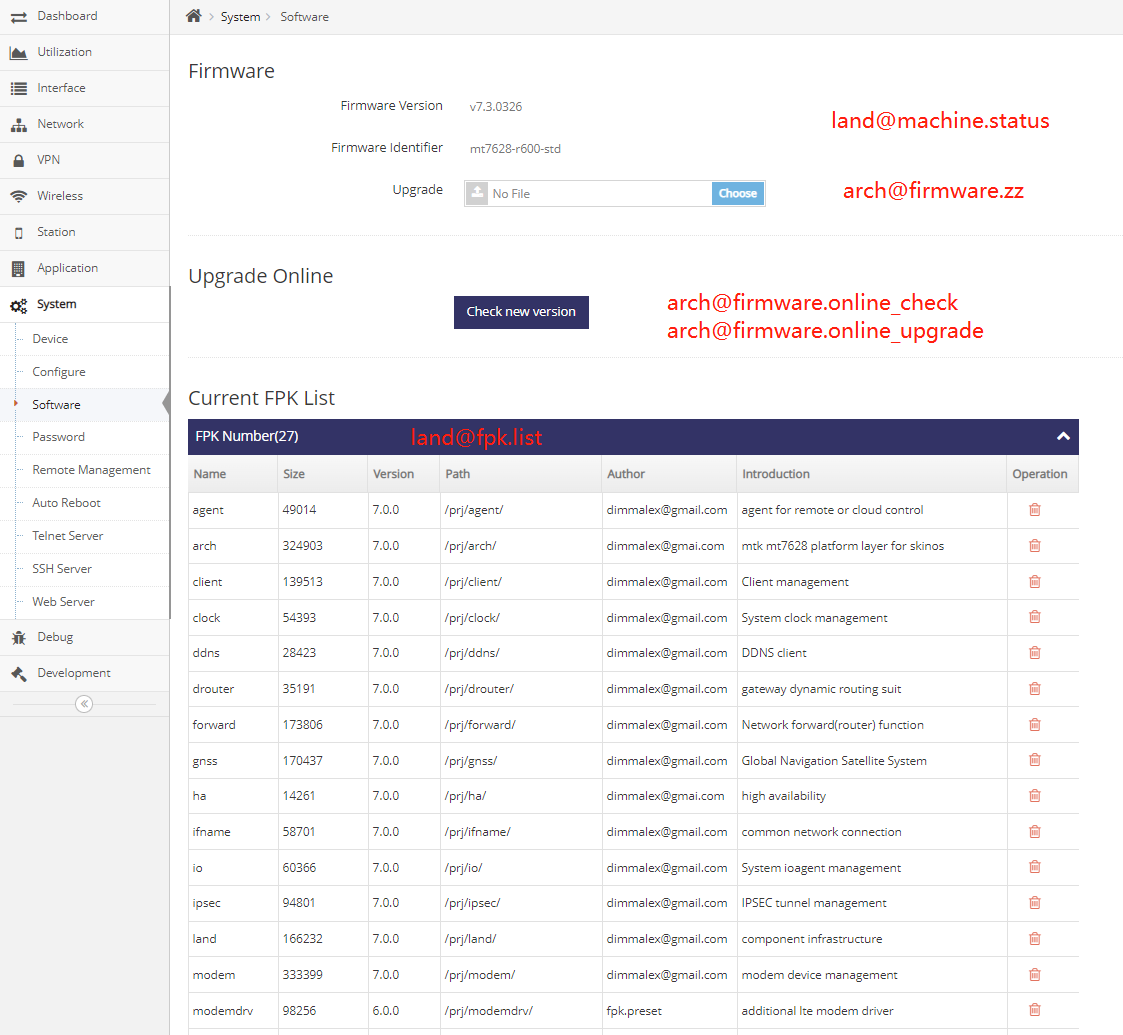 Dashboard
Utilization
Interface
Network
VPN
Wireless
Station
Application
System
Device
Configure
Software
Password
Remote Management
Auto Reboot
Telnet Server
SSH Server
Web Server
Debug
Development
System Software
Firmware
Firmware Version v7.3.0326
land@machine.status
Firmware Identifier mt7628-r600-std
Upgrade No File Choose
arch@firmware.zz
Upgrade Online
Check new version
arch@firmware.online_check
arch@firmware.online_upgrade
Current FPK List
FPK Number(27) land@fpk.list
Name Size Version Path Author Introduction Operation
agent 49014 7.0.0 /prj/agent/ dimmalex@gmail.com agent for remote or cloud control
arch 324903 7.0.0 /prj/arch/ dimmalex@gmai.com mtk mt7628 platform layer for skinos
client 139513 7.0.0 /prj/client/ dimmalex@gmail.com Client management
clock 54393 7.0.0 /prj/clock/ dimmalex@gmail.com System clock management
ddns 28423 7.0.0 /prj/ddns/ dimmalex@gmail.com DDNS client
drouter 35191 7.0.0 /prj/drouter/ dimmalex@gmail.com gateway dynamic routing suit
forward 173806 7.0.0 /prj/forward/ dimmalex@gmail.com Network forward(router) function
gnss 170437 7.0.0 /prj/gnss/ dimmalex@gmail.com Global Navigation Satellite System
ha 14261 7.0.0 /prj/ha/ dimmalex@gmai.com high availability
ifname 58701 7.0.0 /prj/ifname/ dimmalex@gmail.com common network connection
io 60366 7.0.0 /prj/io/ dimmalex@gmail.com System ioagent management
ipsec 94801 7.0.0 /prj/ipsec/ dimmalex@gmail.com IPSEC tunnel management
land 166232 7.0.0 /prj/land/ dimmalex@gmail.com component infrastructure
modem 333399 7.0.0 /prj/modem/ dimmalex@gmail.com modem device management
modemdrv 98256 6.0.0 /prj/modemdrv/ fpk.preset additional lte modem driver